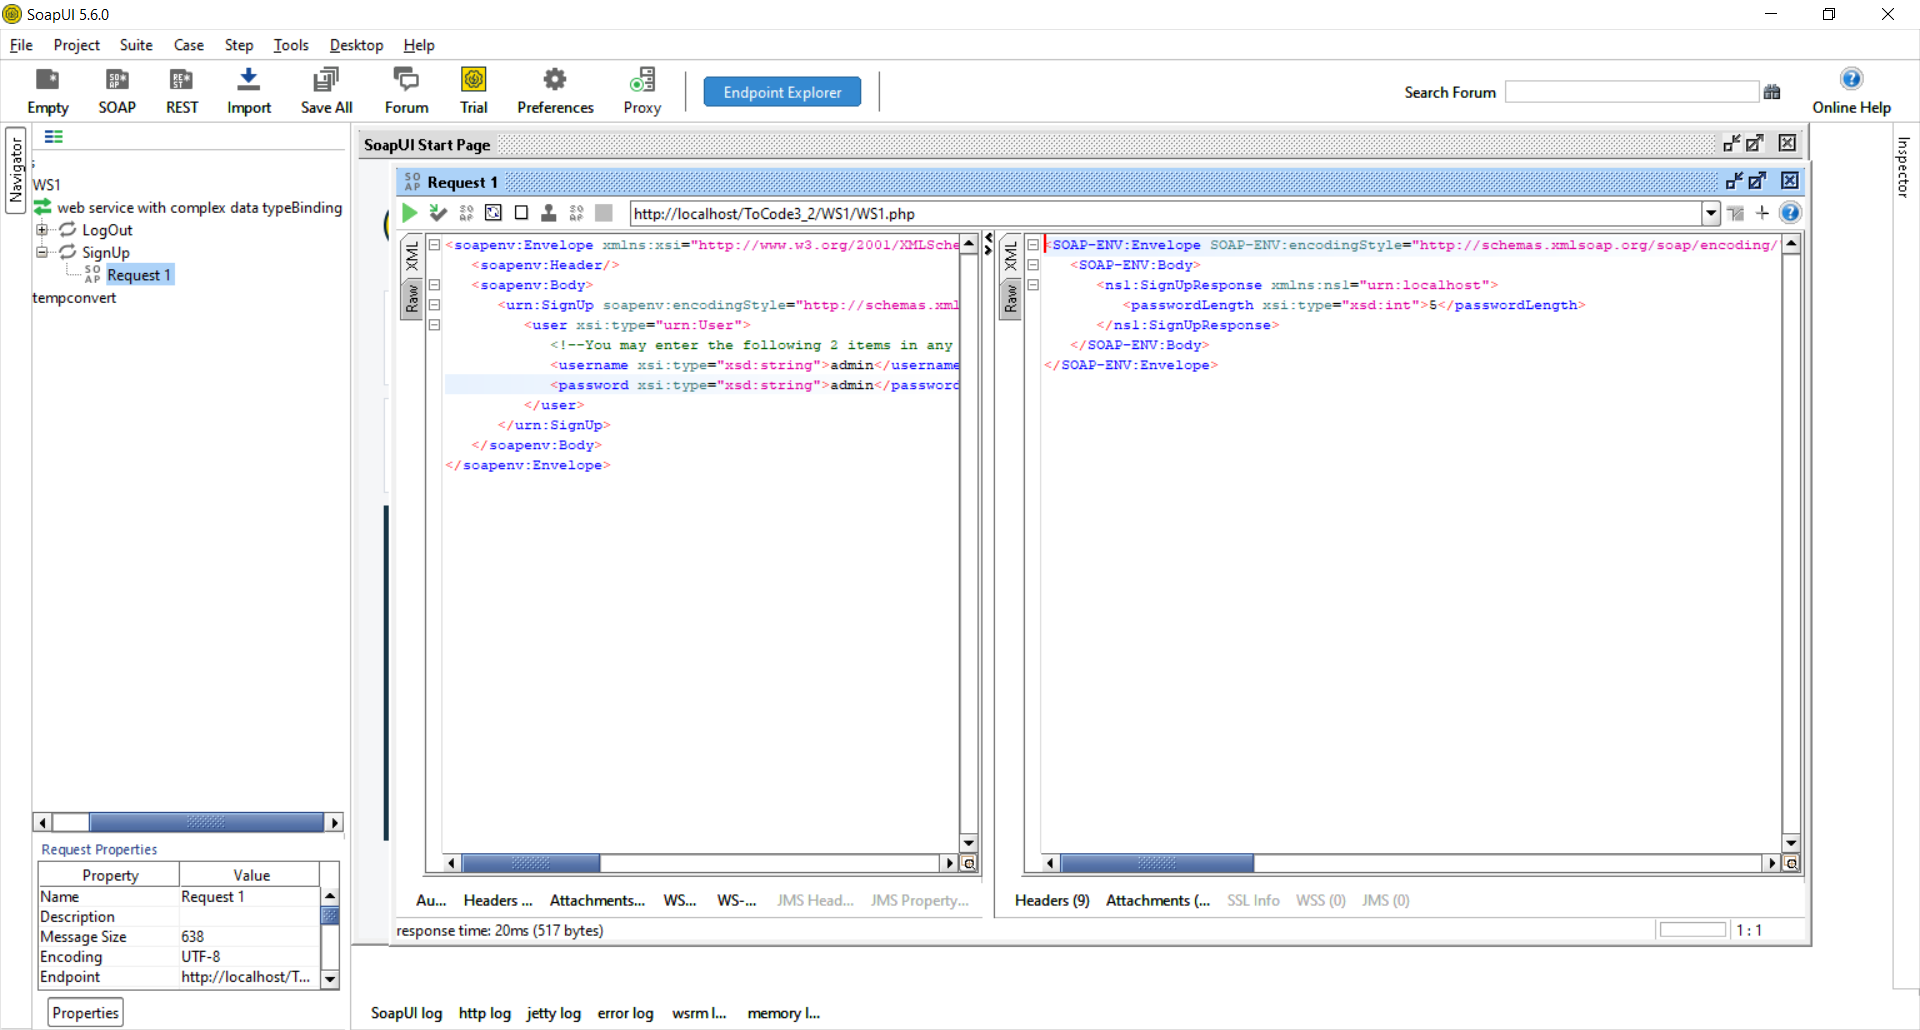 SoapUI 5.6.0
File Project Suite Case Step Tools Desktop Help
Empty SOAP REST Import Save All Forum Trial Preferences Proxy Endpoint Explorer Search Forum Online Help
Navigator
Inspector
SoapUI Start Page
WS1
web service with complex data typeBinding
LogOut
SignUp
Request 1
tempconvert
Request 1
http://localhost/ToCode3_2/WS1/WS1.php
XML
Raw
<soapenv:Envelope xmlns:xsi="http://www.w3.org/2001/XMLSche
<soapenv:Header/>
<soapenv:Body>
<urn:SignUp soapenv:encodingStyle="http://schemas.xml
<user xsi:type="urn:User">
<!--You may enter the following 2 items in any
<username xsi:type="xsd:string">admin</username
<password xsi:type="xsd:string">admin</password
</user>
</urn:SignUp>
</soapenv:Body>
</soapenv:Envelope>
XML
Raw
<SOAP-ENV:Envelope SOAP-ENV:encodingStyle="http://schemas.xmlsoap.org/soap/encoding/
<SOAP-ENV:Body>
<ns1:SignUpResponse xmlns:ns1="urn:localhost">
<passwordLength xsi:type="xsd:int">5</passwordLength>
</ns1:SignUpResponse>
</SOAP-ENV:Body>
</SOAP-ENV:Envelope>
Au... Headers ... Attachments... WS... WS-... JMS Head... JMS Property...
Headers (9) Attachments (... SSL Info WSS (0) JMS (0)
response time: 20ms (517 bytes)
1 : 1
Request Properties
Property Value
Name Request 1
Description
Message Size 638
Encoding UTF-8
Endpoint http://localhost/T...
Properties
SoapUI log http log jetty log error log wsrm l... memory l...